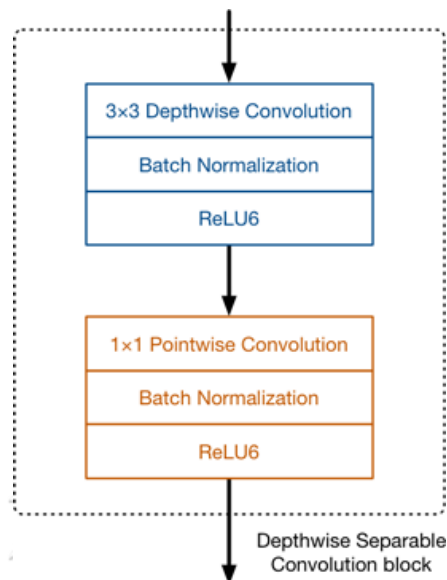 3×3 Depthwise Convolution
Batch Normalization
ReLU6
1×1 Pointwise Convolution
Batch Normalization
ReLU6
Depthwise Separable
Convolution block